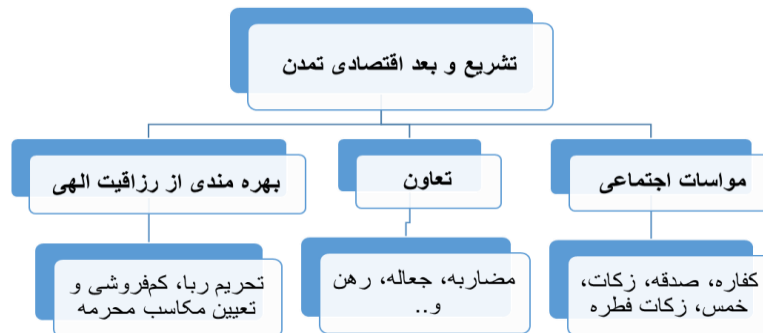 تشریع و بعد اقتصادی تمدن
مواسات اجتماعی
تعاون
بهره مندی از رزاقیت الهی
کفاره، صدقه، زکات،
خمس، زکات فطره
مضاربه، جعاله، رهن
و..
تحریم ربا، کم‌فروشی و
تعیین مکاسب محرمه